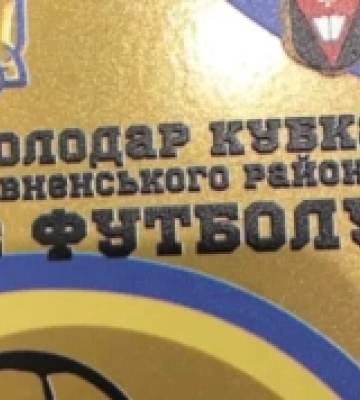 олодар кубк
вненського район
з футболу